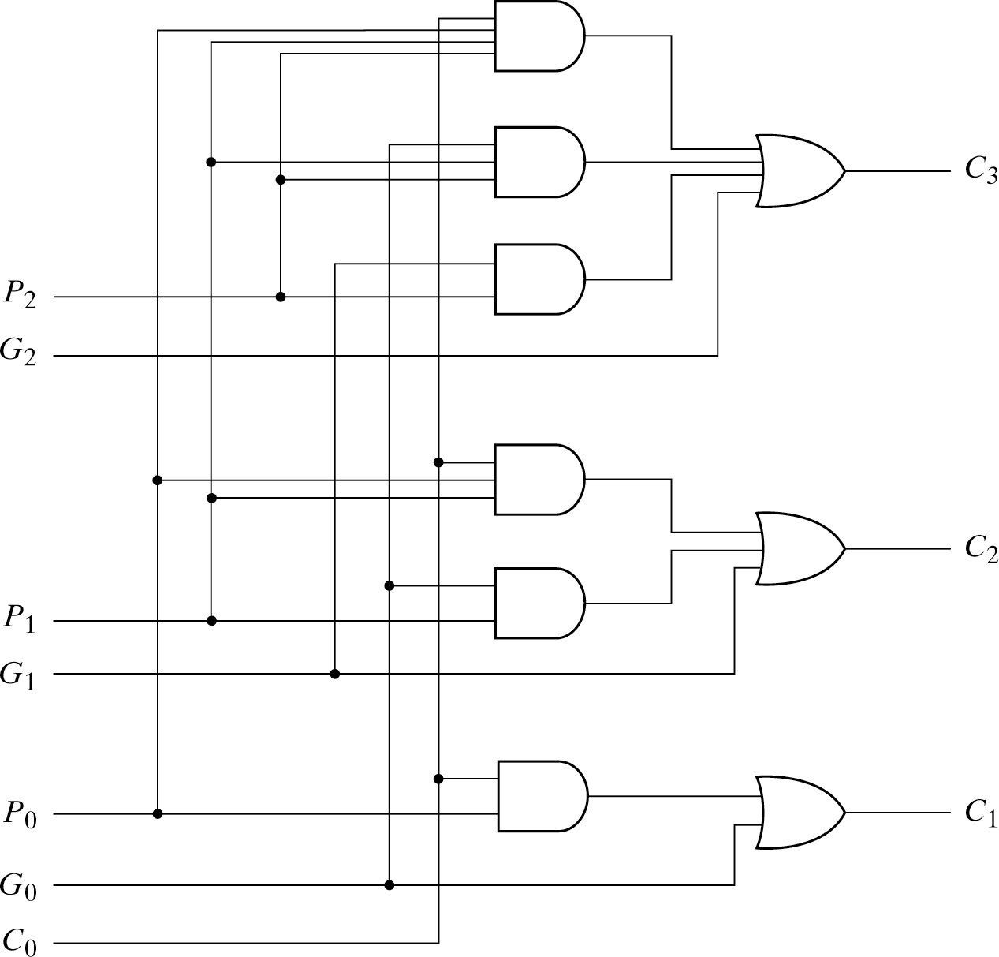 C₃
P₂
G₂
C₂
P₁
G₁
P₀
C₁
G₀
C₀